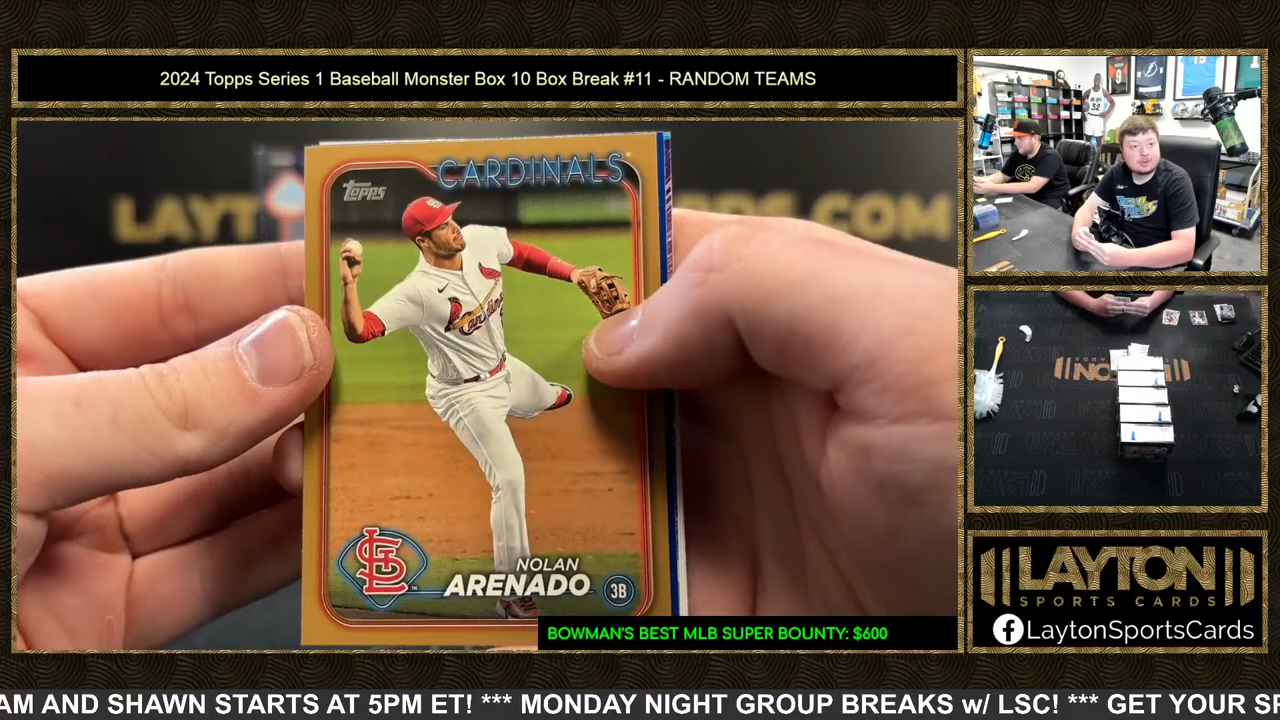 2024 Topps Series 1 Baseball Monster Box 10 Box Break #11 - RANDOM TEAMS
CARDINALS
topps
NOLAN
ARENADO
3B
BOWMAN'S BEST MLB SUPER BOUNTY: $600
LAYTON
SPORTS CARDS
LaytonSportsCards
AM AND SHAWN STARTS AT 5PM ET! *** MONDAY NIGHT GROUP BREAKS w/ LSC! *** GET YOUR SP